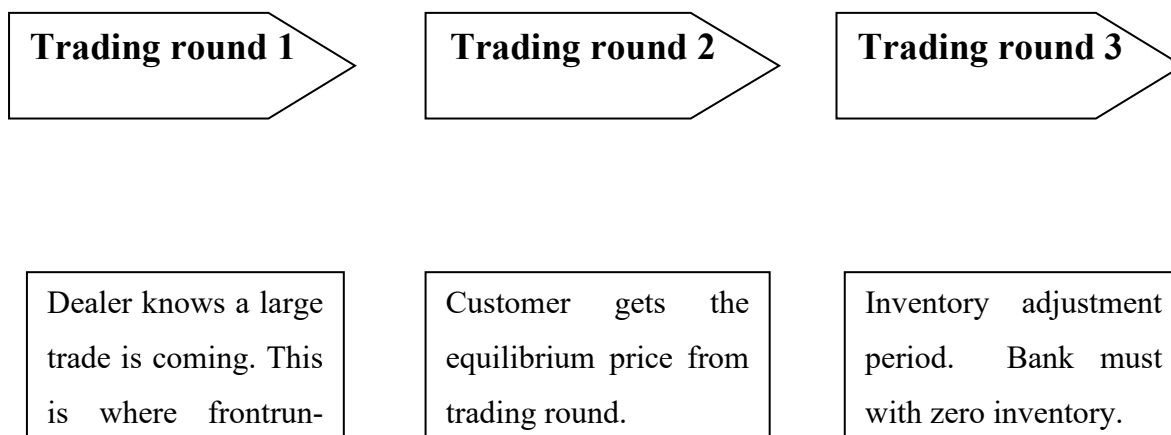 Trading round 1
Trading round 2
Trading round 3
Dealer knows a large
trade is coming. This
is where frontrun-
Customer gets the
equilibrium price from
trading round.
Inventory adjustment
period. Bank must
with zero inventory.